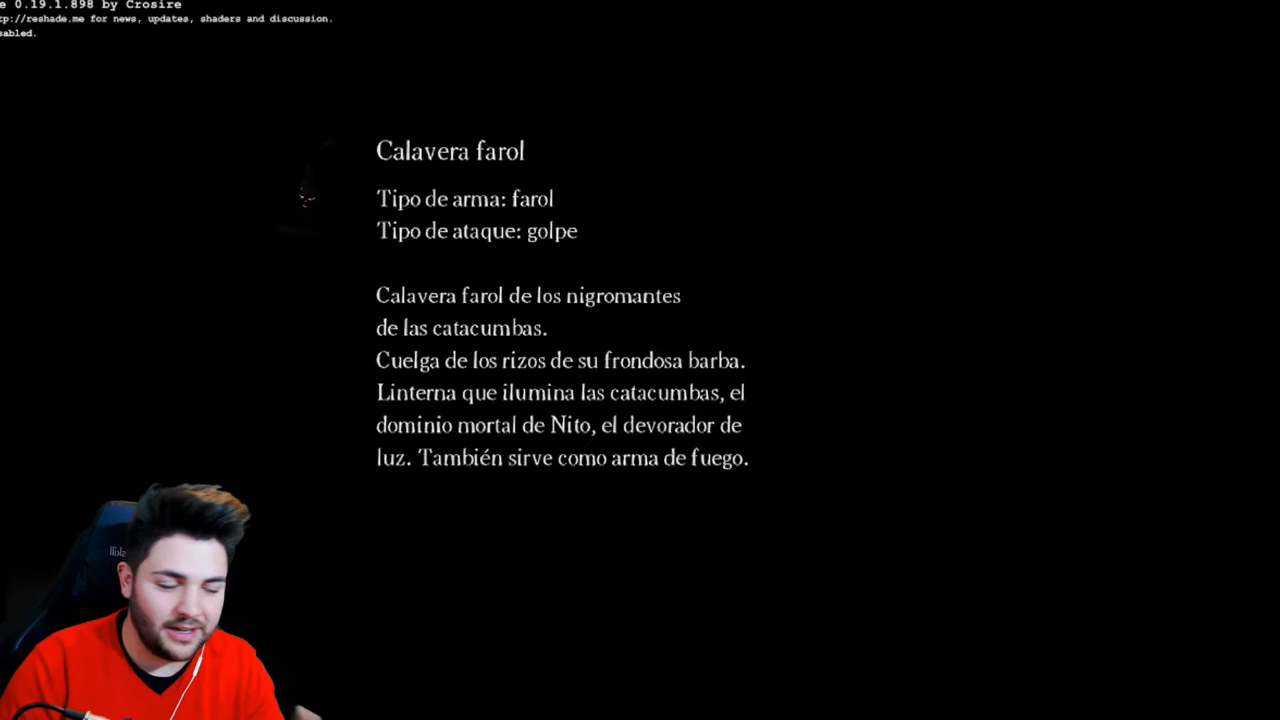 e 0.19.1.898 by Crosire
tp://reshade.me for news, updates, shaders and discussion.
sabled.
Calavera farol
Tipo de arma: farol
Tipo de ataque: golpe
Calavera farol de los nigromantes
de las catacumbas.
Cuelga de los rizos de su frondosa barba.
Linterna que ilumina las catacumbas, el
dominio mortal de Nito, el devorador de
luz. También sirve como arma de fuego.